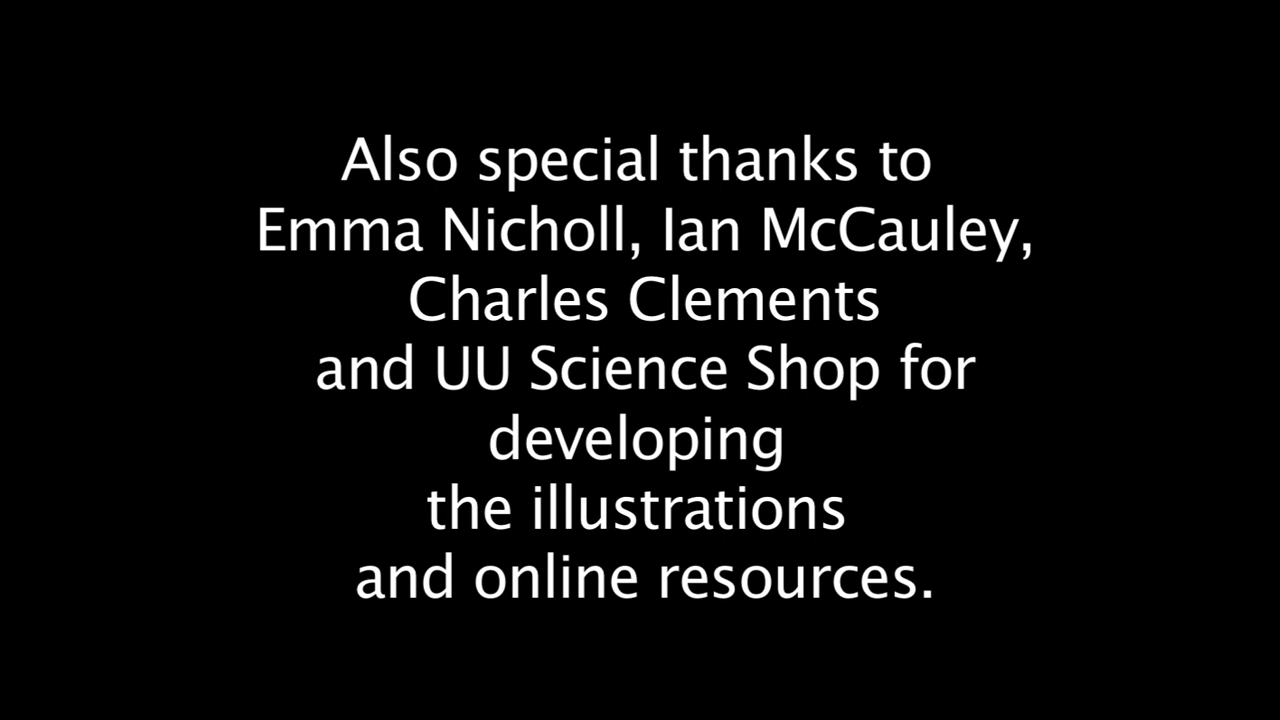 Also special thanks to
Emma Nicholl, Ian McCauley,
Charles Clements
and UU Science Shop for
developing
the illustrations
and online resources.